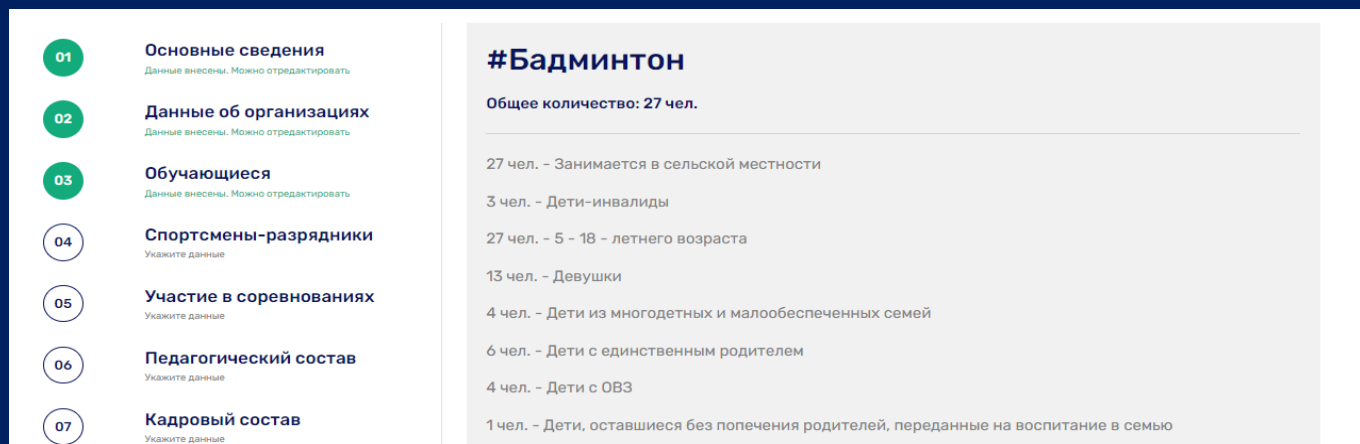 01
Основные сведения
Данные внесены. Можно отредактировать
02
Данные об организациях
Данные внесены. Можно отредактировать
03
Обучающиеся
Данные внесены. Можно отредактировать
04
Спортсмены-разрядники
Укажите данные
05
Участие в соревнованиях
Укажите данные
06
Педагогический состав
Укажите данные
07
Кадровый состав
Укажите данные
#Бадминтон
Общее количество: 27 чел.
27 чел. - Занимается в сельской местности
3 чел. - Дети-инвалиды
27 чел. - 5 - 18 - летнего возраста
13 чел. - Девушки
4 чел. - Дети из многодетных и малообеспеченных семей
6 чел. - Дети с единственным родителем
4 чел. - Дети с ОВЗ
1 чел. - Дети, оставшиеся без попечения родителей, переданные на воспитание в семью